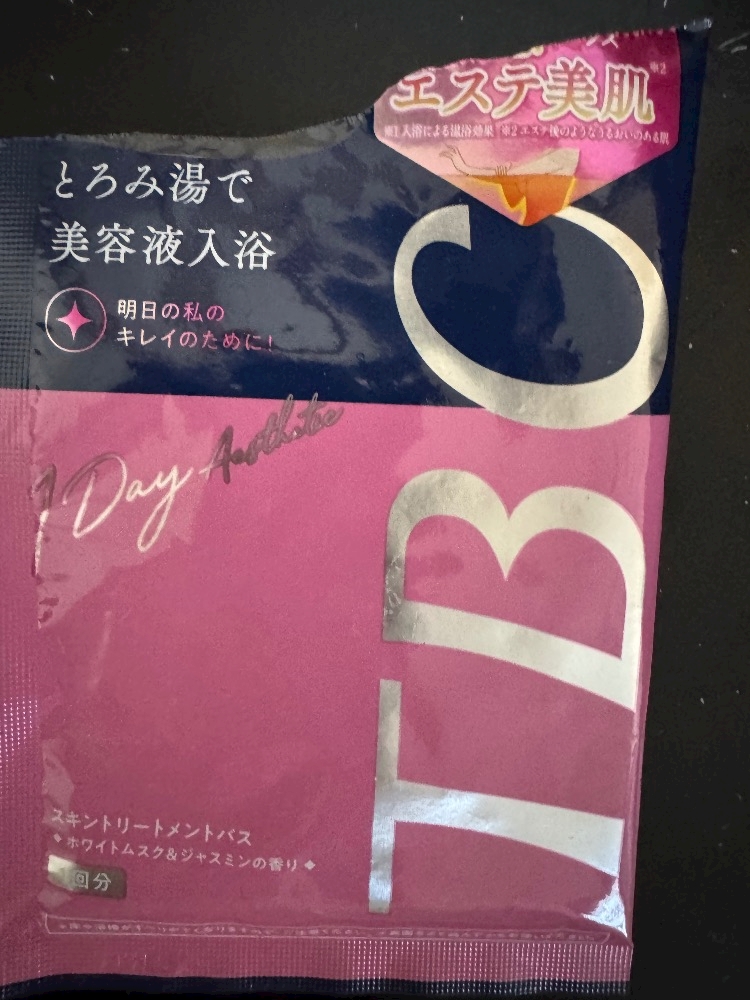 エステ美肌※2
※1 入浴による温浴効果 ※2 エステ後のようなうるおいのある肌
とろみ湯で
美容液入浴
明日の私の
キレイのために!
1 Day Aesthetic
TBC
スキントリートメントバス
◆ホワイトムスク&ジャスミンの香り◆
回分